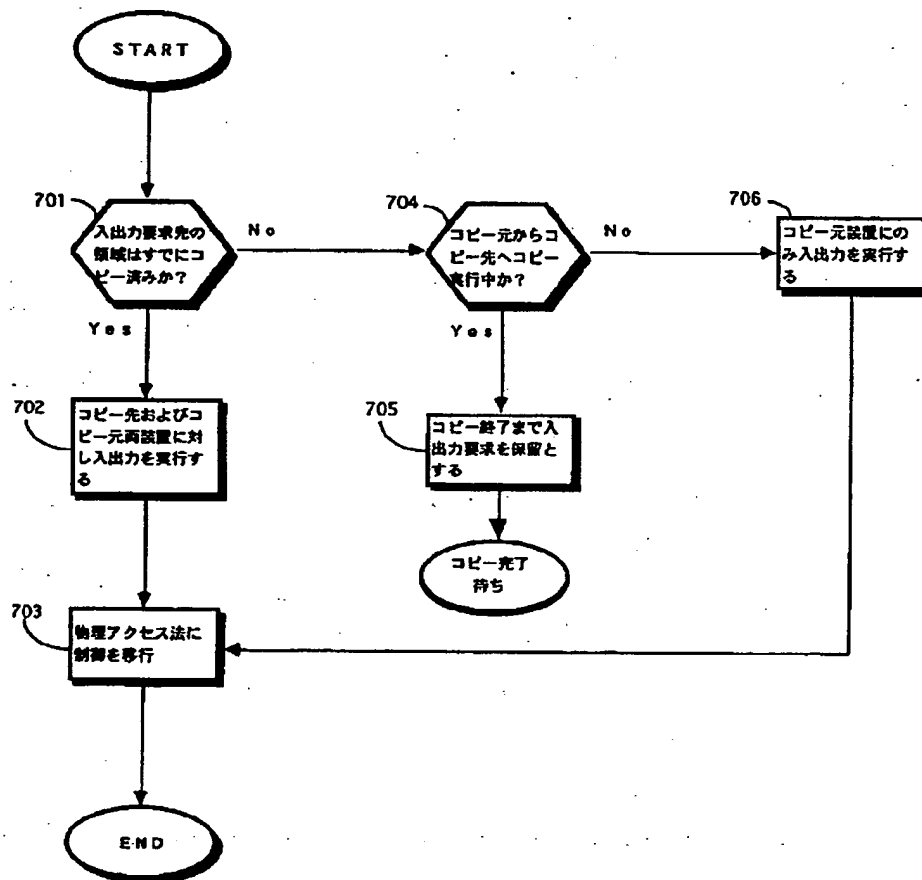 START
701
入出力要求先の
領域はすでにコ
ピー済みか?
No
704
コピー元からコ
ピー先へコピー
実行中か?
No
706
コピー元装置にの
み入出力を実行す
る
Yes
Yes
702
コピー先およびコ
ピー元両装置に対
し入出力を実行す
る
705
コピー終了まで入
出力要求を保留と
する
コピー完了
待ち
703
物理アクセス法に
制御を移行
END